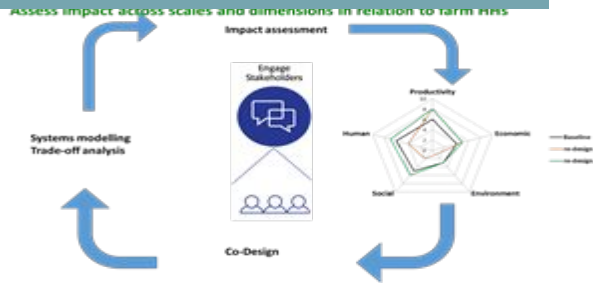 Assess impact across scales and dimensions in relation to farm HHs
Impact assessment
Engage
Stakeholders
Productivity
Human
Economic
Systems modelling
Trade-off analysis
Baseline
re-design
re-design
Social
Environment
Co-Design